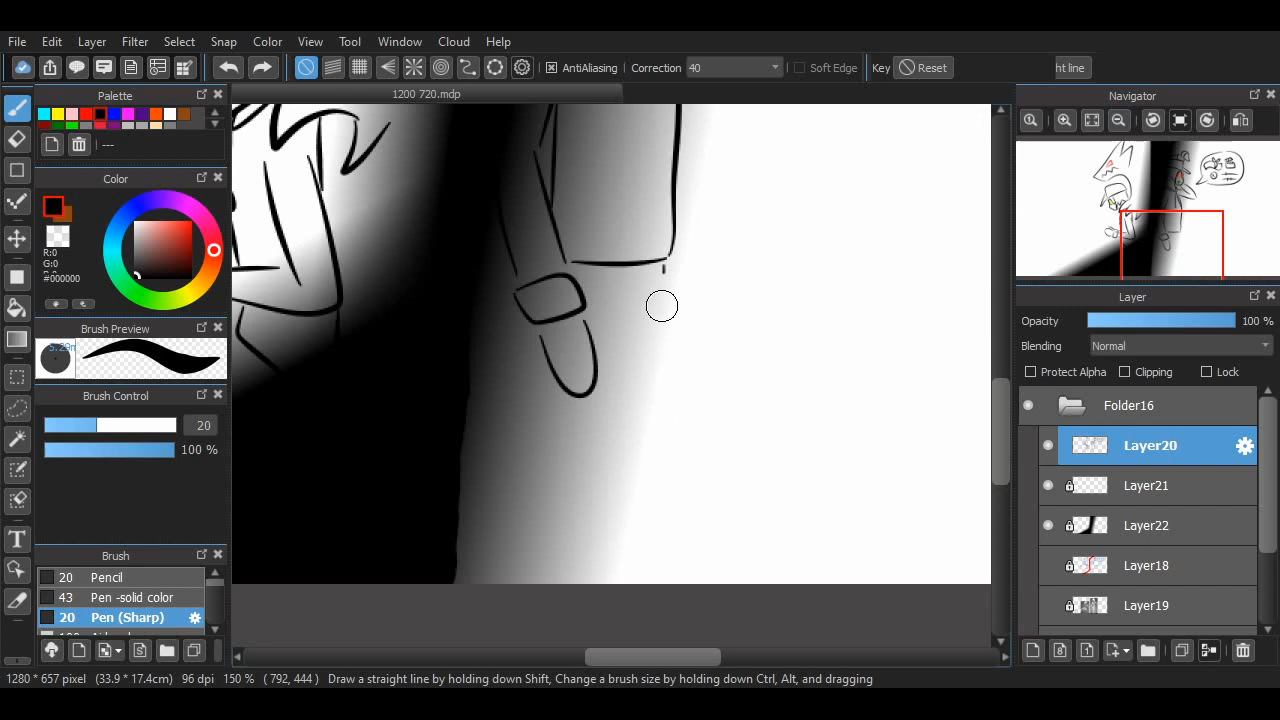 File Edit Layer Filter Select Snap Color View Tool Window Cloud Help
AntiAliasing Correction 40 Soft Edge Key Reset ht line
Palette
1200 720.mdp
Navigator
---
Color
R:0
G:0
#000000
Brush Preview
Brush Control
20
100 %
Brush
20 Pencil
43 Pen -solid color
20 Pen (Sharp)
Layer
Opacity 100 %
Blending Normal
Protect Alpha Clipping Lock
Folder16
Layer20
Layer21
Layer22
Layer18
Layer19
1280 * 657 pixel (33.9 * 17.4cm) 96 dpi 150 % ( 792, 444 ) Draw a straight line by holding down Shift, Change a brush size by holding down Ctrl, Alt, and dragging